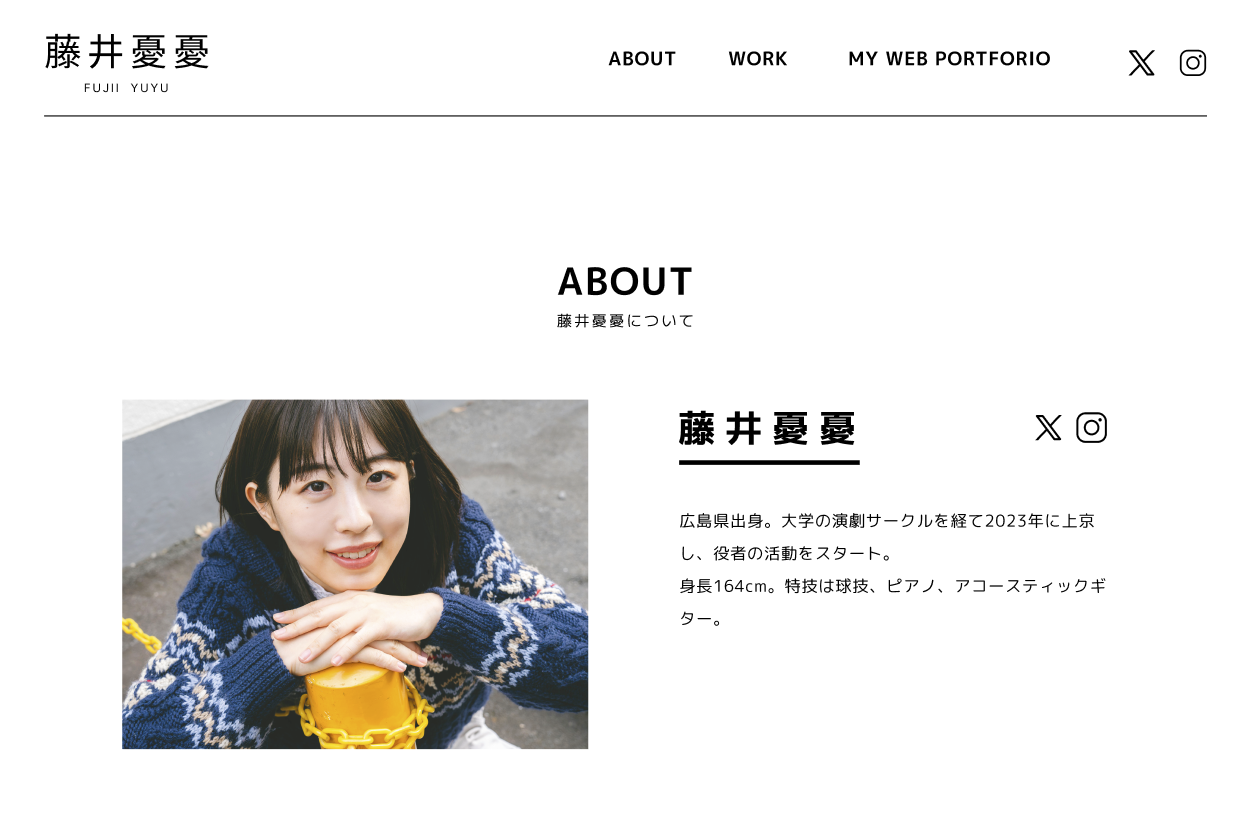 藤井憂憂
FUJII YUYU
ABOUT
WORK
MY WEB PORTFORIO
ABOUT
藤井憂憂について
藤井憂憂
広島県出身。大学の演劇サークルを経て2023年に上京
し、役者の活動をスタート。
身長164cm。特技は球技、ピアノ、アコースティックギ
ター。